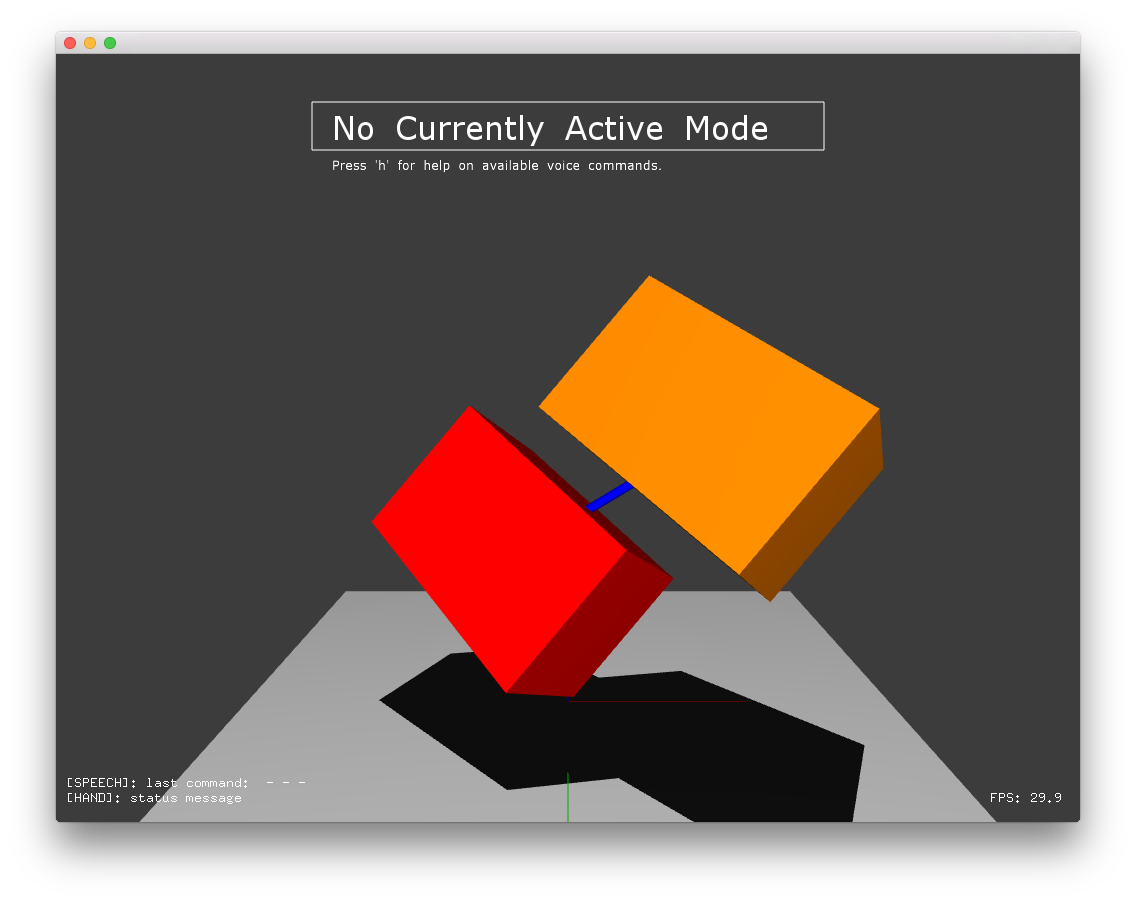 No Currently Active Mode
Press 'h' for help on available voice commands.
[SPEECH]: last command:  - - -
[HAND]: status message
FPS: 29.9